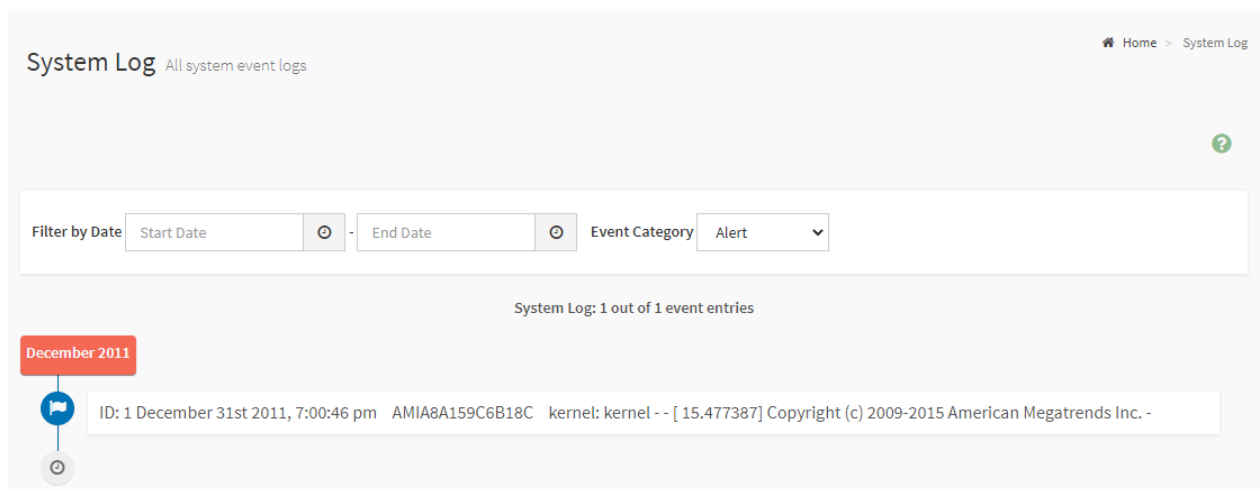 Home > System Log
System Log All system event logs
Filter by Date Start Date - End Date Event Category Alert
System Log: 1 out of 1 event entries
December 2011
ID: 1 December 31st 2011, 7:00:46 pm AMIA8A159C6B18C kernel: kernel - - [ 15.477387] Copyright (c) 2009-2015 American Megatrends Inc. -